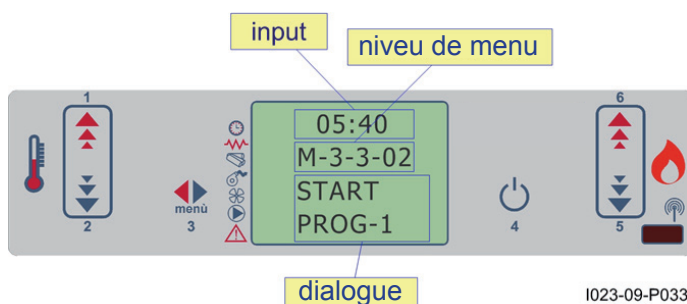 input
niveu de menu
1
6
05:40
M-3-3-02
START
PROG-1
menù
3
4
2
5
dialogue
I023-09-P033